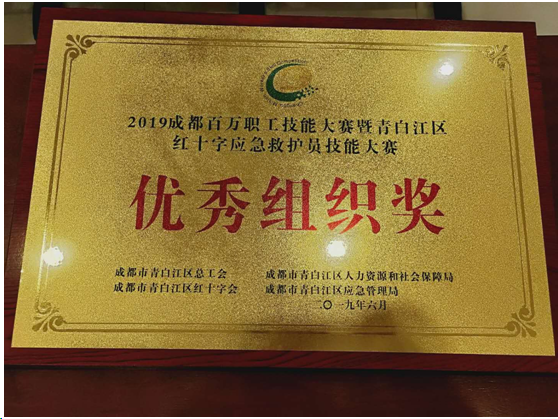 2019成都百万职工技能大赛暨青白江区
红十字应急救护员技能大赛
优秀组织奖
成都市青白江区总工会 成都市青白江区人力资源和社会保障局
成都市青白江区红十字会 成都市青白江区应急管理局
二〇一九年六月